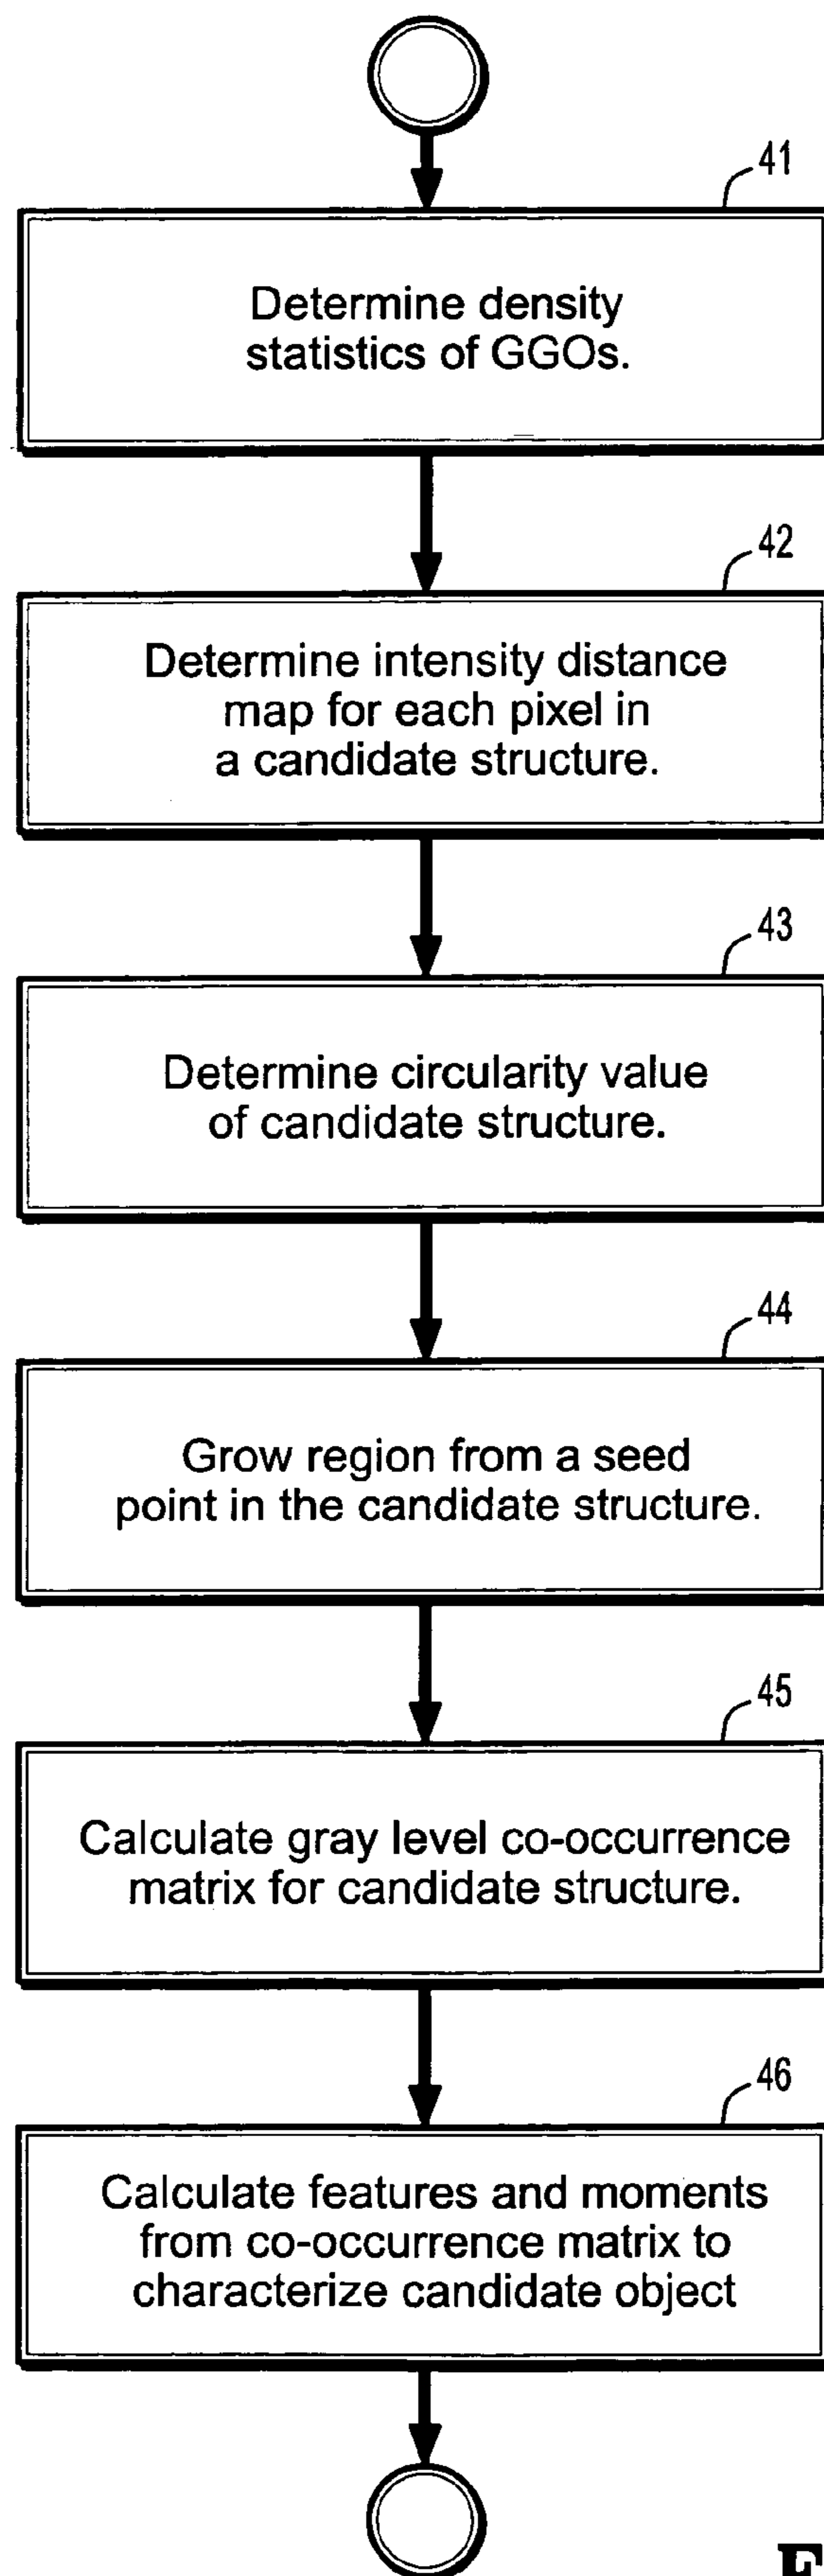 41
Determine density
statistics of GGOs.
42
Determine intensity distance
map for each pixel in
a candidate structure.
43
Determine circularity value
of candidate structure.
44
Grow region from a seed
point in the candidate structure.
45
Calculate gray level co-occurrence
matrix for candidate structure.
46
Calculate features and moments
from co-occurrence matrix to
characterize candidate object